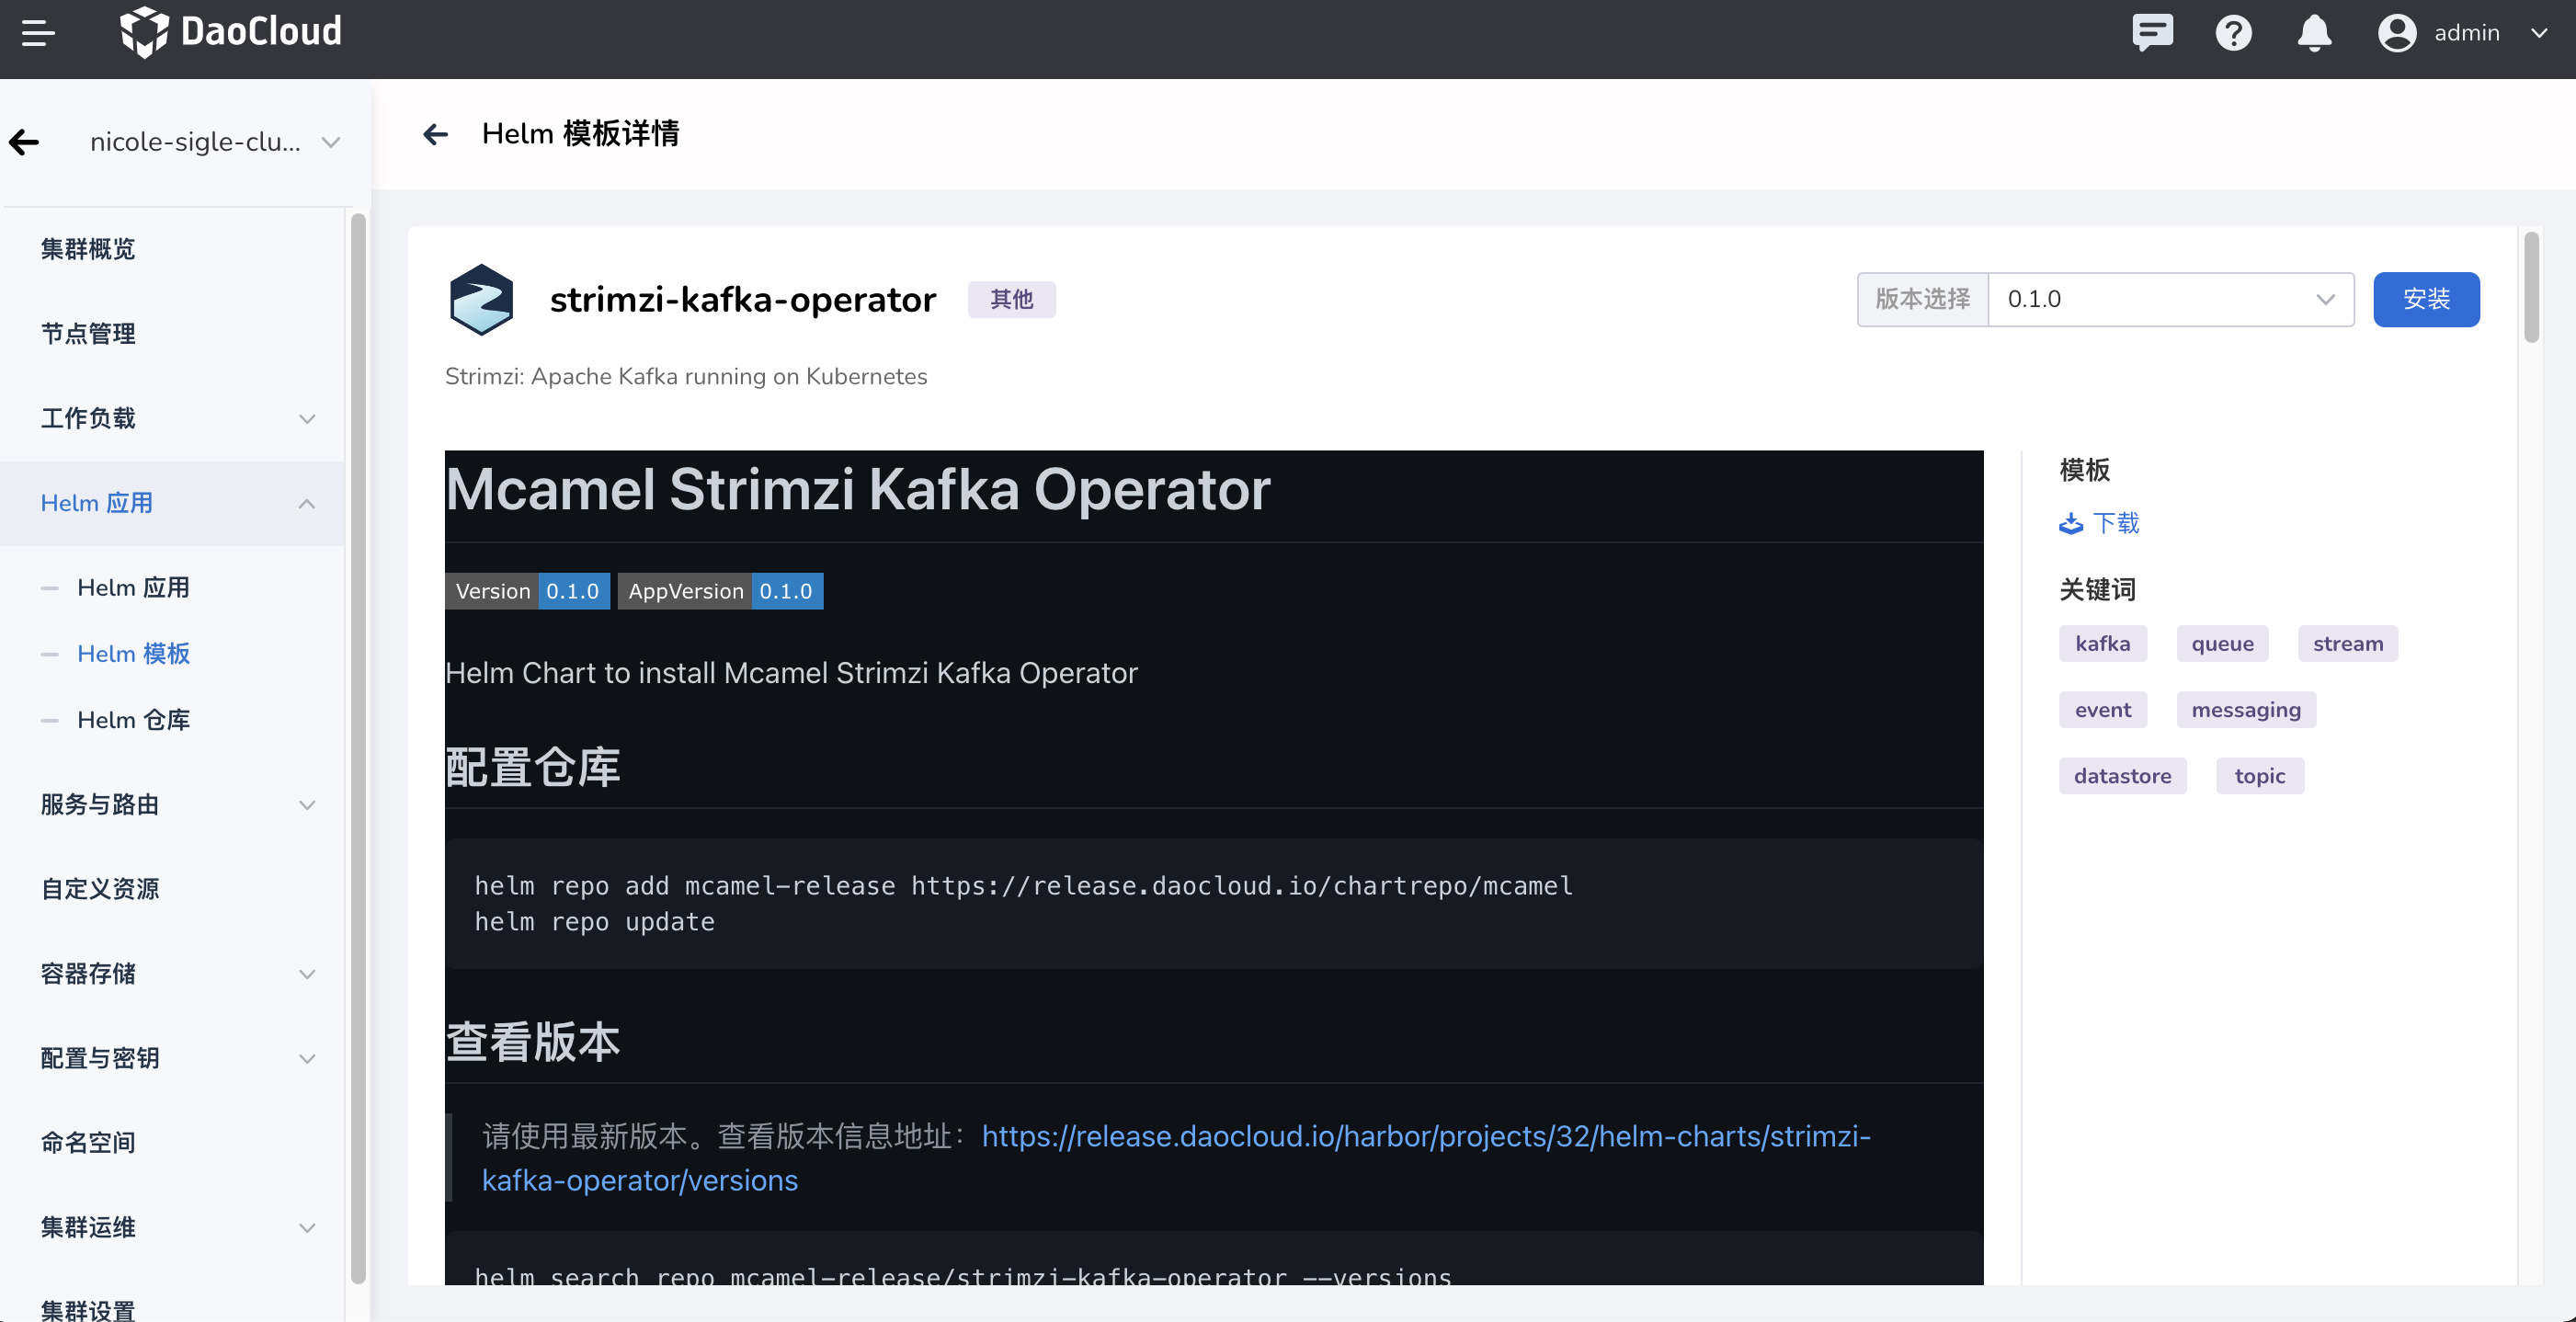 DaoCloud
admin
nicole-sigle-clu...
集群概览
节点管理
工作负载
Helm 应用
Helm 应用
Helm 模板
Helm 仓库
服务与路由
自定义资源
容器存储
配置与密钥
命名空间
集群运维
集群设置
Helm 模板详情
strimzi-kafka-operator 其他
版本选择 0.1.0 安装
Strimzi: Apache Kafka running on Kubernetes
Mcamel Strimzi Kafka Operator
Version 0.1.0 AppVersion 0.1.0
Helm Chart to install Mcamel Strimzi Kafka Operator
配置仓库
helm repo add mcamel-release https://release.daocloud.io/chartrepo/mcamel
helm repo update
查看版本
请使用最新版本。查看版本信息地址：https://release.daocloud.io/harbor/projects/32/helm-charts/strimzi-
kafka-operator/versions
helm search repo mcamel-release/strimzi-kafka-operator --versions
模板
下载
关键词
kafka queue stream
event messaging
datastore topic